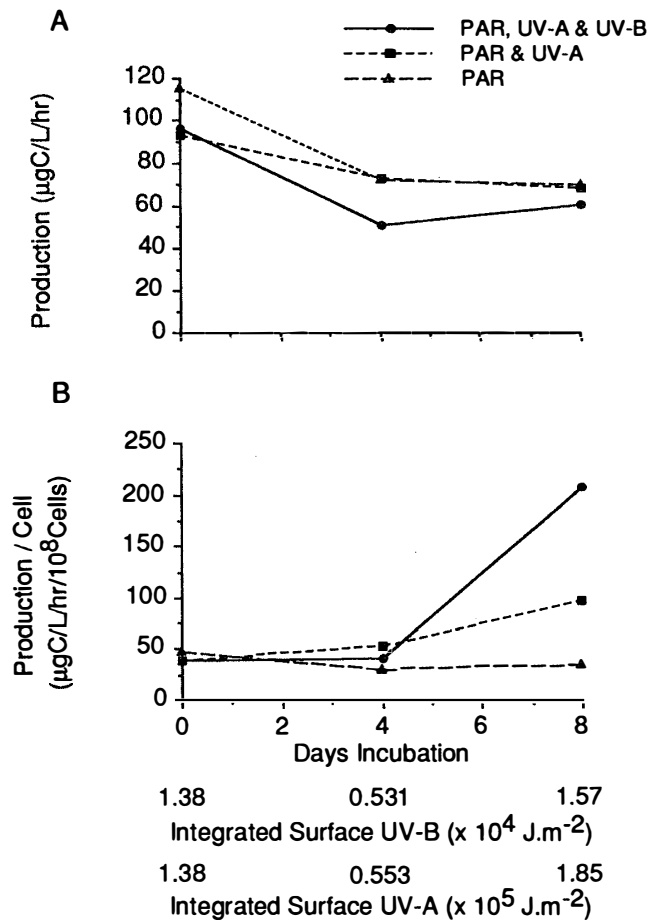 A
PAR, UV-A & UV-B
PAR & UV-A
PAR
120
100
80
60
40
20
0
Production (µgC/L/hr)
B
250
200
150
100
50
0
Production / Cell
(µgC/L/hr/10⁸Cells)
0 2 4 6 8
Days Incubation
1.38 0.531 1.57
Integrated Surface UV-B (x 10⁴ J.m⁻²)
1.38 0.553 1.85
Integrated Surface UV-A (x 10⁵ J.m⁻²)